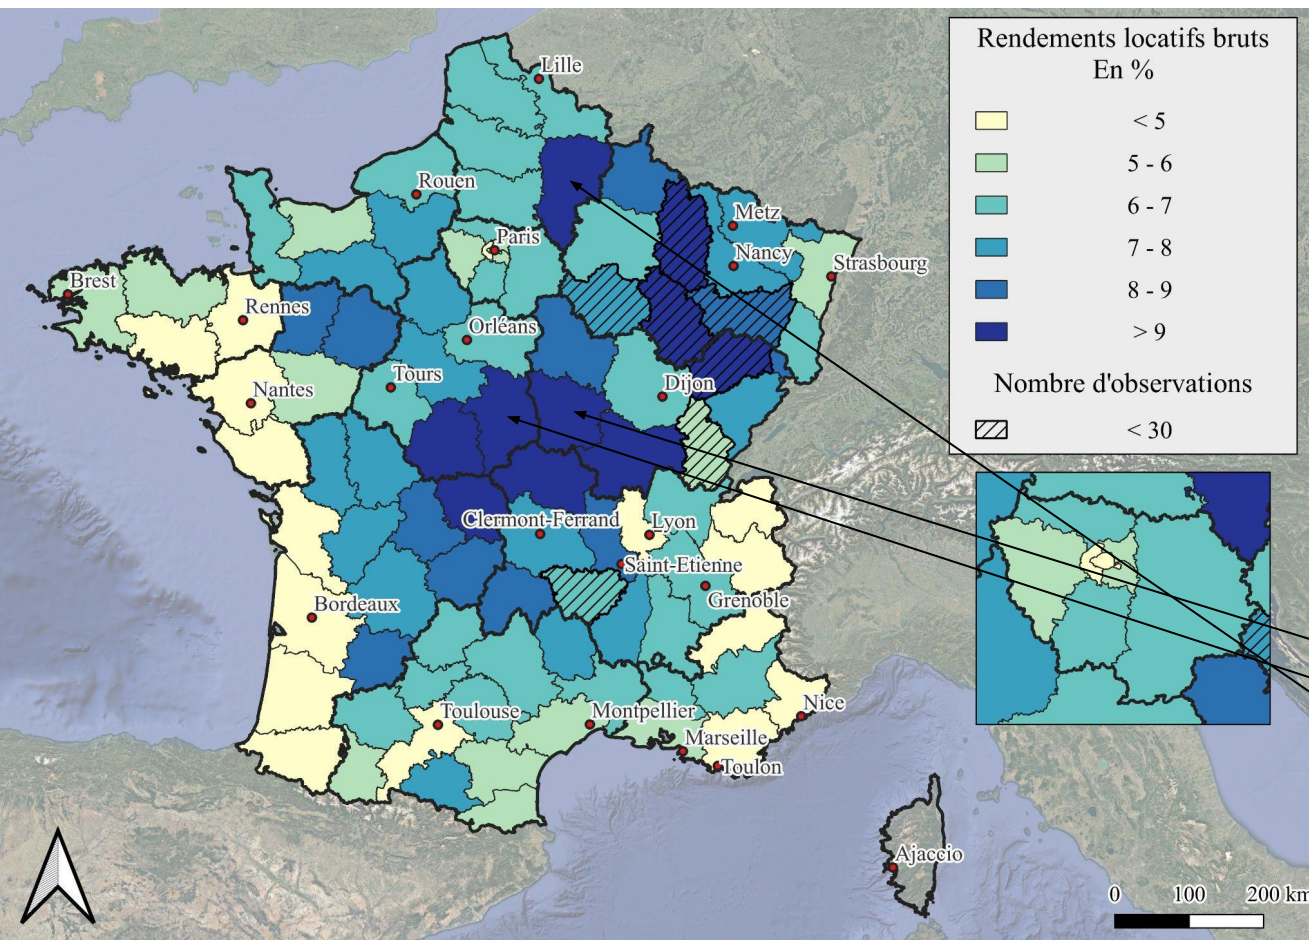 Rendements locatifs bruts
En %
< 5
5 - 6
6 - 7
7 - 8
8 - 9
> 9
Nombre d'observations
< 30
Lille
Rouen
Metz
Paris
Nancy
Strasbourg
Brest
Rennes
Orléans
Tours
Dijon
Nantes
Clermont-Ferrand
Lyon
Saint-Etienne
Grenoble
Bordeaux
Toulouse
Montpellier
Nice
Marseille
Toulon
Ajaccio
0 100 200 km